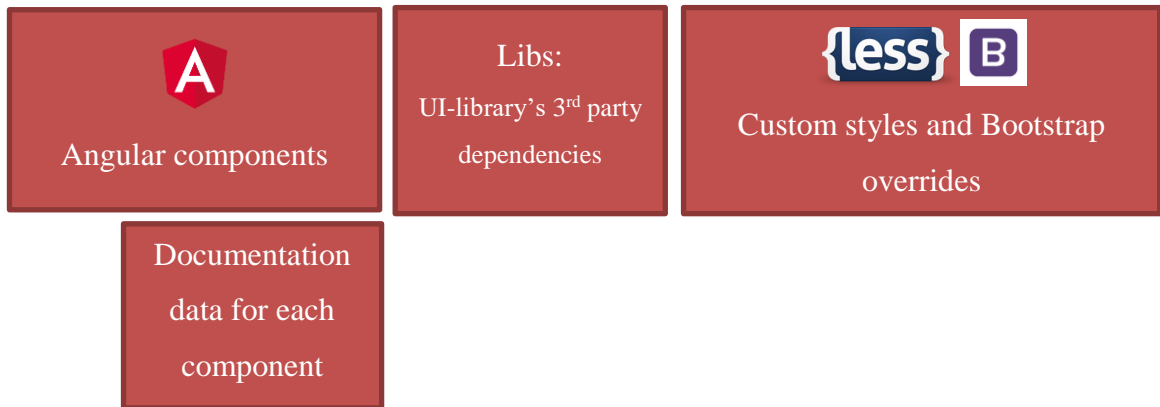 A
Angular components
Libs:
UI-library’s 3rd party
dependencies
{less} B
Custom styles and Bootstrap
overrides
Documentation
data for each
component